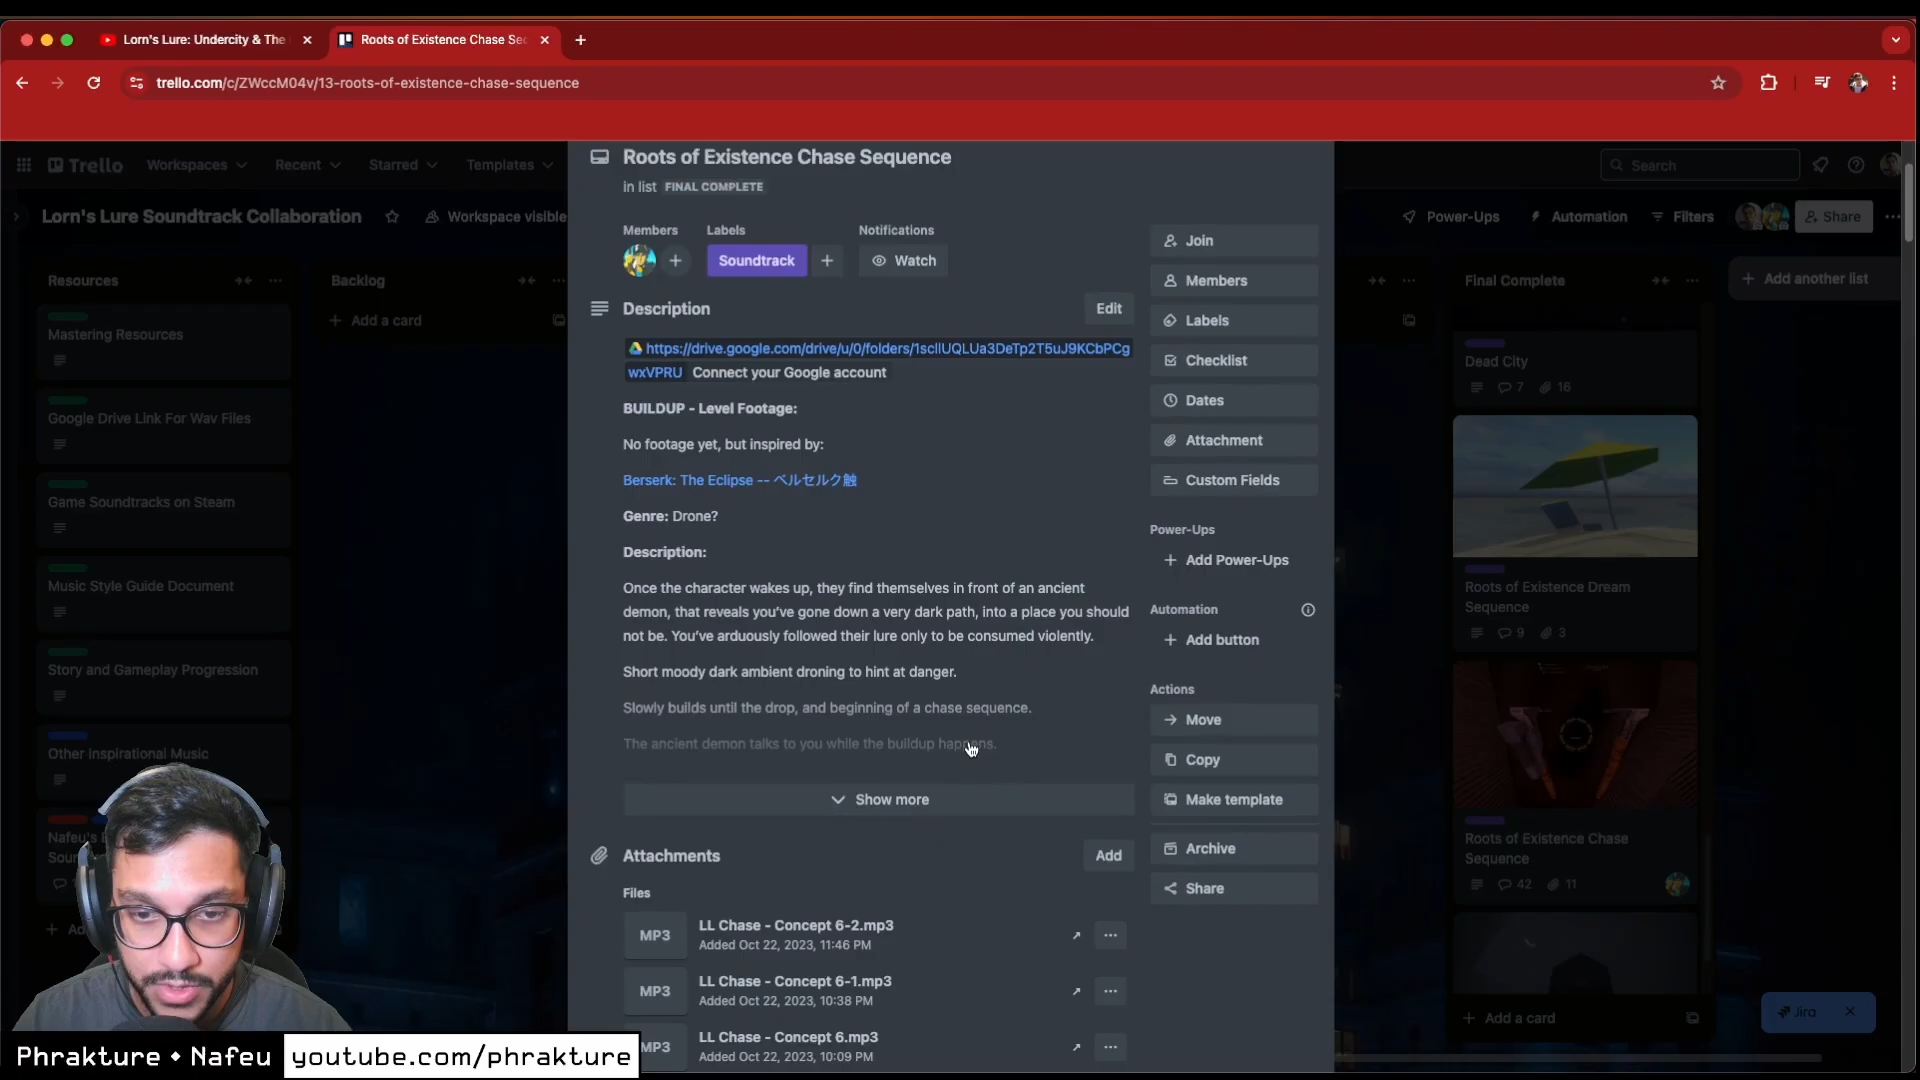 Lorn's Lure: Undercity & The
Roots of Existence Chase Se
trello.com/c/ZWccM04v/13-roots-of-existence-chase-sequence
Trello
Workspaces
Recent
Starred
Templates
Search
Lorn's Lure Soundtrack Collaboration
Workspace visible
Power-Ups
Automation
Filters
Share
Resources
Mastering Resources
Google Drive Link For Wav Files
Game Soundtracks on Steam
Music Style Guide Document
Story and Gameplay Progression
Other Inspirational Music
Nafeu's
Sou
Ad
Backlog
Add a card
Roots of Existence Chase Sequence
in list FINAL COMPLETE
Members
Labels
Notifications
Soundtrack
Watch
Description
Edit
https://drive.google.com/drive/u/0/folders/1scllUQLUa3DeTp2T5uJ9KCbPCg
wxVPRU Connect your Google account
BUILDUP - Level Footage:
No footage yet, but inspired by:
Berserk: The Eclipse -- ベルセルク触
Genre: Drone?
Description:
Once the character wakes up, they find themselves in front of an ancient
demon, that reveals you've gone down a very dark path, into a place you should
not be. You've arduously followed their lure only to be consumed violently.
Short moody dark ambient droning to hint at danger.
Slowly builds until the drop, and beginning of a chase sequence.
The ancient demon talks to you while the buildup happens.
Show more
Attachments
Add
Files
MP3
LL Chase - Concept 6-2.mp3
Added Oct 22, 2023, 11:46 PM
MP3
LL Chase - Concept 6-1.mp3
Added Oct 22, 2023, 10:38 PM
MP3
LL Chase - Concept 6.mp3
Added Oct 22, 2023, 10:09 PM
Join
Members
Labels
Checklist
Dates
Attachment
Custom Fields
Power-Ups
Add Power-Ups
Automation
Add button
Actions
Move
Copy
Make template
Archive
Share
Final Complete
Add another list
Dead City
7
16
Roots of Existence Dream
Sequence
9
3
Roots of Existence Chase
Sequence
42
11
Add a card
Jira
Phrakture • Nafeu
youtube.com/phrakture